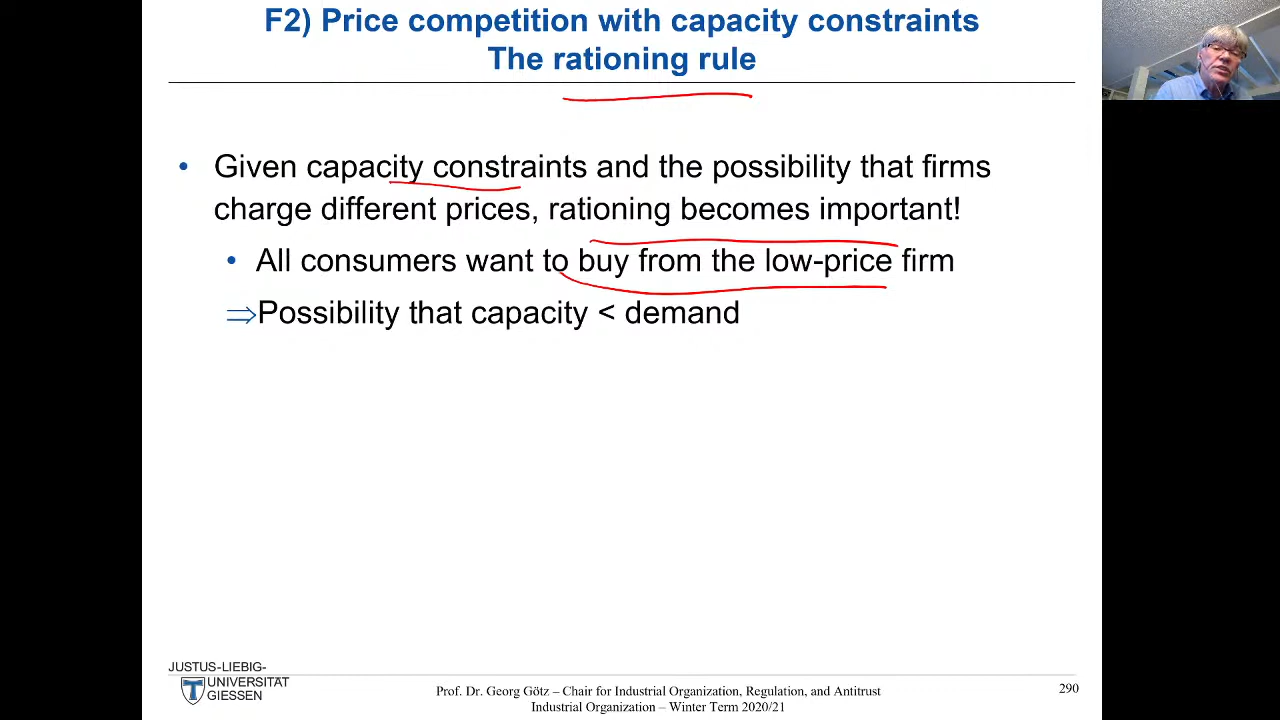 F2) Price competition with capacity constraints
The rationing rule
• Given capacity constraints and the possibility that firms
charge different prices, rationing becomes important!
• All consumers want to buy from the low-price firm
⇒Possibility that capacity < demand
JUSTUS-LIEBIG-
UNIVERSITÄT
GIESSEN
Prof. Dr. Georg Götz – Chair for Industrial Organization, Regulation, and Antitrust
Industrial Organization – Winter Term 2020/21
290